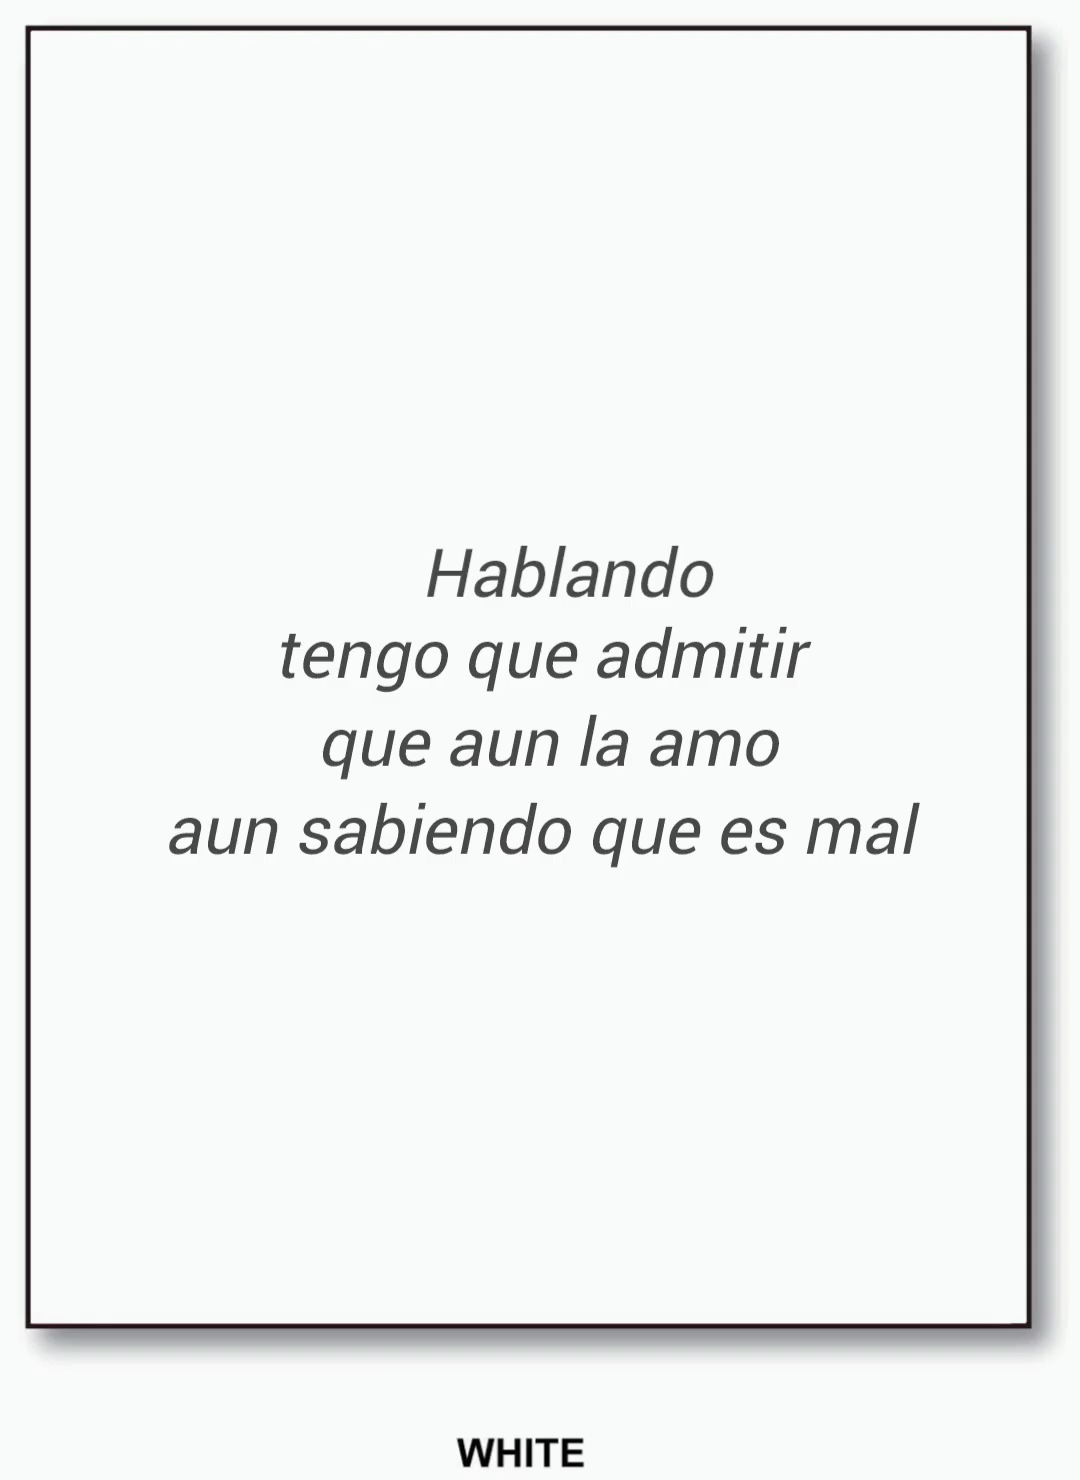 Hablando
tengo que admitir
que aun la amo
aun sabiendo que es mal
WHITE